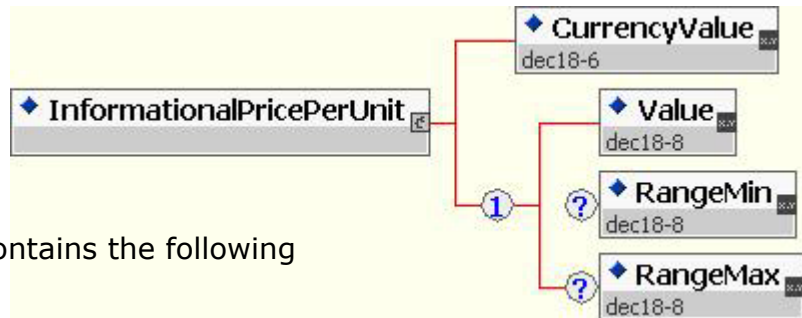 CurrencyValue
dec18-6
InformationalPricePerUnit
Value
dec18-8
1
? RangeMin
dec18-8
ontains the following
? RangeMax
dec18-8